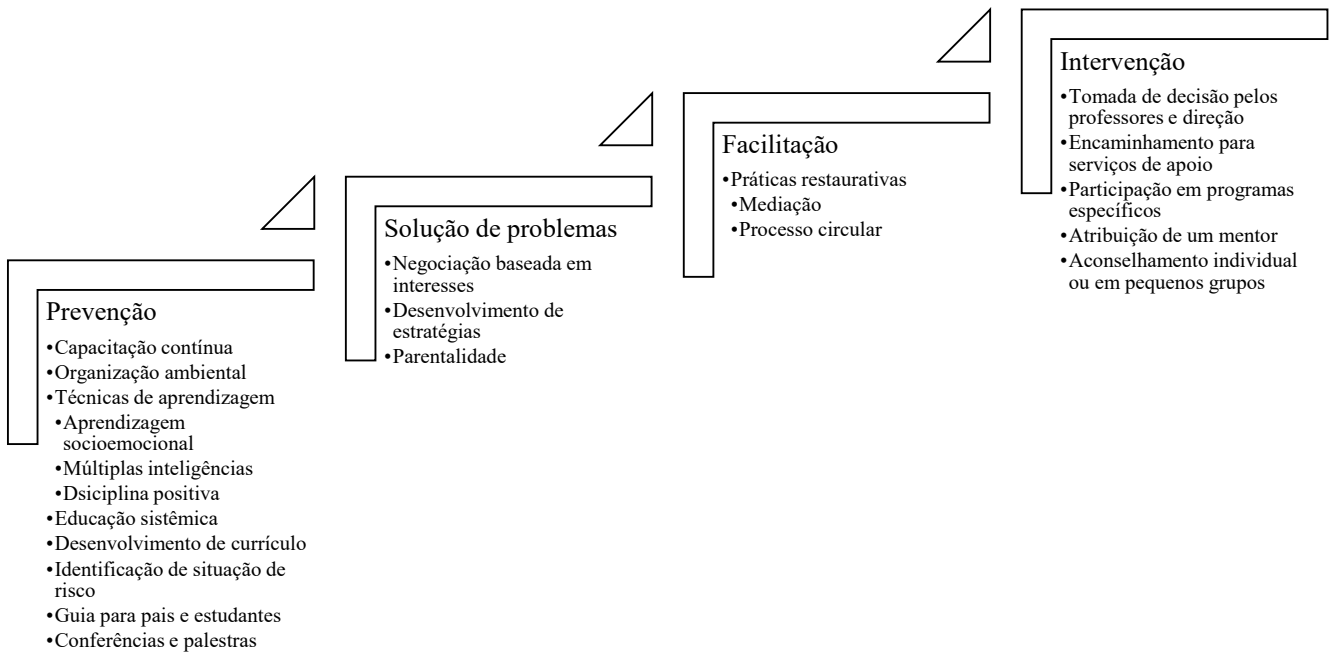 Prevenção
•Capacitação contínua
•Organização ambiental
•Técnicas de aprendizagem
•Aprendizagem
socioemocional
•Múltiplas inteligências
•Dsiciplina positiva
•Educação sistêmica
•Desenvolvimento de currículo
•Identificação de situação de
risco
•Guia para pais e estudantes
•Conferências e palestras
Solução de problemas
•Negociação baseada em
interesses
•Desenvolvimento de
estratégias
•Parentalidade
Facilitação
•Práticas restaurativas
•Mediação
•Processo circular
Intervenção
•Tomada de decisão pelos
professores e direção
•Encaminhamento para
serviços de apoio
•Participação em programas
específicos
•Atribuição de um mentor
•Aconselhamento individual
ou em pequenos grupos